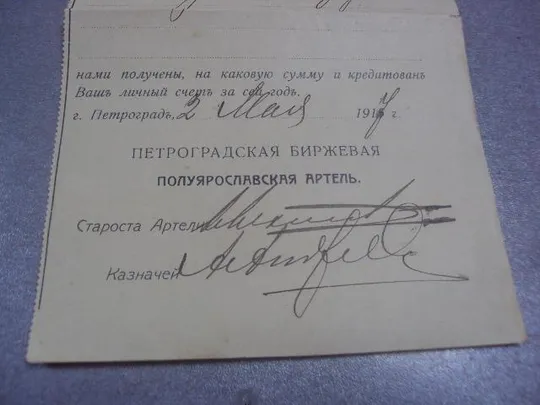 нами получены, на каковую сумму и кредитованъ
Вашъ личный счетъ за сей годъ.
г. Петроградъ, 2 Мая 1917 г.
ПЕТРОГРАДСКАЯ БИРЖЕВАЯ
ПОЛУЯРОСЛАВСКАЯ АРТЕЛЬ.
Староста Артели
Казначей